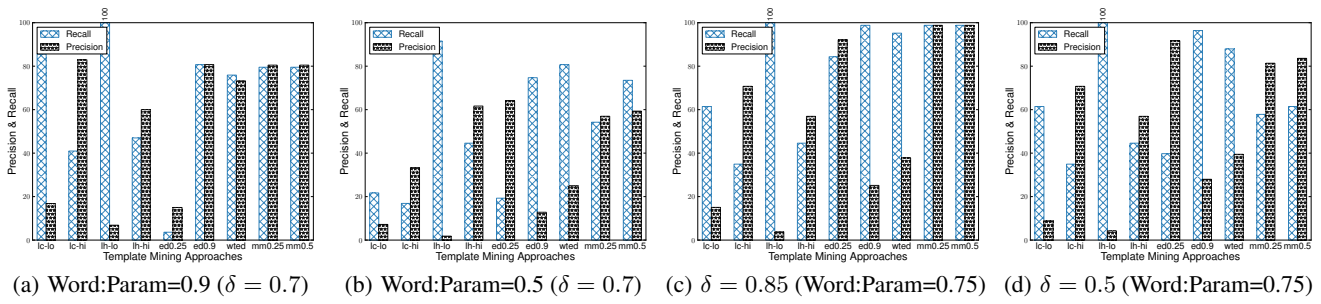 100
100
80
60
40
20
0
Precision & Recall
Recall
Precision
lc-lo lc-hi lh-lo lh-hi ed0.25 ed0.9 wted mm0.25 mm0.5
Template Mining Approaches
(a) Word:Param=0.9 (δ = 0.7)
100
80
60
40
20
0
Precision & Recall
Recall
Precision
lc-lo lc-hi lh-lo lh-hi ed0.25 ed0.9 wted mm0.25 mm0.5
Template Mining Approaches
(b) Word:Param=0.5 (δ = 0.7)
100
100
80
60
40
20
0
Precision & Recall
Recall
Precision
lc-lo lc-hi lh-lo lh-hi ed0.25 ed0.9 wted mm0.25 mm0.5
Template Mining Approaches
(c) δ = 0.85 (Word:Param=0.75)
100
100
80
60
40
20
0
Precision & Recall
Recall
Precision
lc-lo lc-hi lh-lo lh-hi ed0.25 ed0.9 wted mm0.25 mm0.5
Template Mining Approaches
(d) δ = 0.5 (Word:Param=0.75)